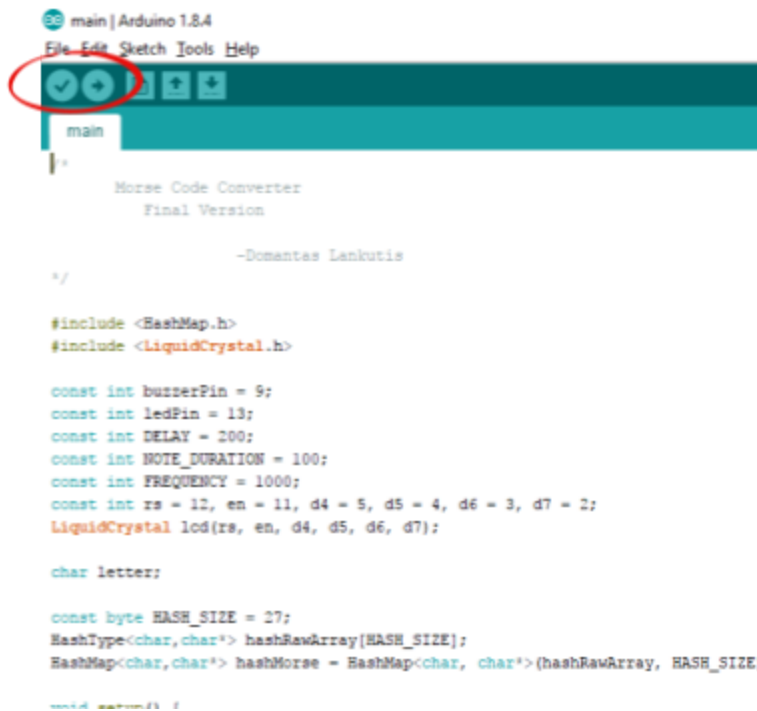 main | Arduino 1.8.4
File Edit Sketch Tools Help
main
/*
Morse Code Converter
Final Version
-Domantas Lankutis
*/
#include <HashMap.h>
#include <LiquidCrystal.h>
const int buzzerPin = 9;
const int ledPin = 13;
const int DELAY = 200;
const int NOTE_DURATION = 100;
const int FREQUENCY = 1000;
const int rs = 12, en = 11, d4 = 5, d5 = 4, d6 = 3, d7 = 2;
LiquidCrystal lcd(rs, en, d4, d5, d6, d7);
char letter;
const byte HASH_SIZE = 27;
HashType<char,char*> hashRawArray[HASH_SIZE];
HashMap<char,char*> hashMorse = HashMap<char, char*>(hashRawArray, HASH_SIZE
void setup() {